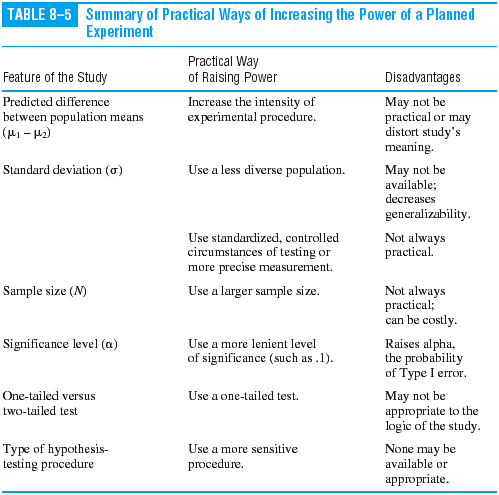 TABLE 8–5 Summary of Practical Ways of Increasing the Power of a Planned
Experiment
Feature of the Study
Practical Way
of Raising Power
Disadvantages
Predicted difference
between population means
(μ1 – μ2)
Increase the intensity of
experimental procedure.
May not be
practical or may
distort study's
meaning.
Standard deviation (σ)
Use a less diverse population.
May not be
available;
decreases
generalizability.
Use standardized, controlled
circumstances of testing or
more precise measurement.
Not always
practical.
Sample size (N)
Use a larger sample size.
Not always
practical;
can be costly.
Significance level (α)
Use a more lenient level
of significance (such as .1).
Raises alpha,
the probability
of Type I error.
One-tailed versus
two-tailed test
Use a one-tailed test.
May not be
appropriate to the
logic of the study.
Type of hypothesis-
testing procedure
Use a more sensitive
procedure.
None may be
available or
appropriate.